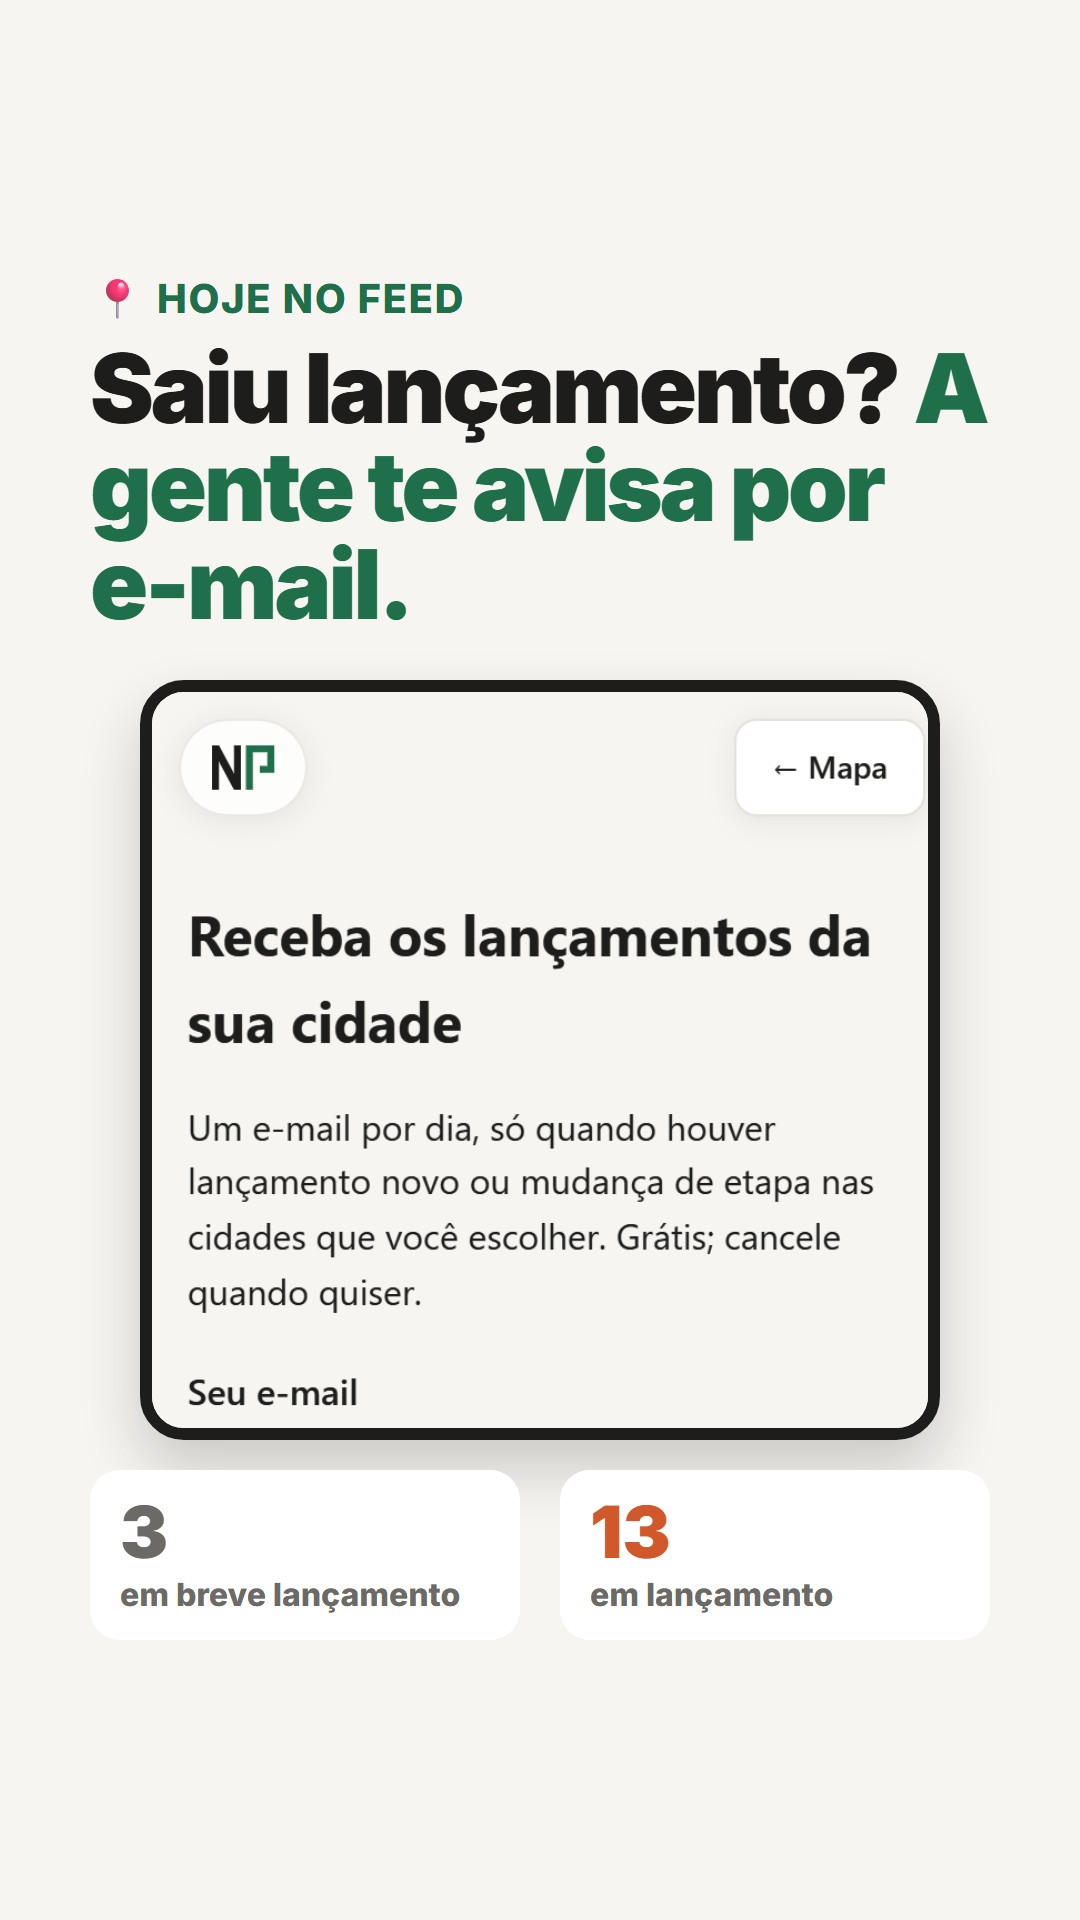 📍 HOJE NO FEED
Saiu lançamento? A
gente te avisa por
e-mail.
NP
← Mapa
Receba os lançamentos da
sua cidade
Um e-mail por dia, só quando houver
lançamento novo ou mudança de etapa nas
cidades que você escolher. Grátis; cancele
quando quiser.
Seu e-mail
3
em breve lançamento
13
em lançamento